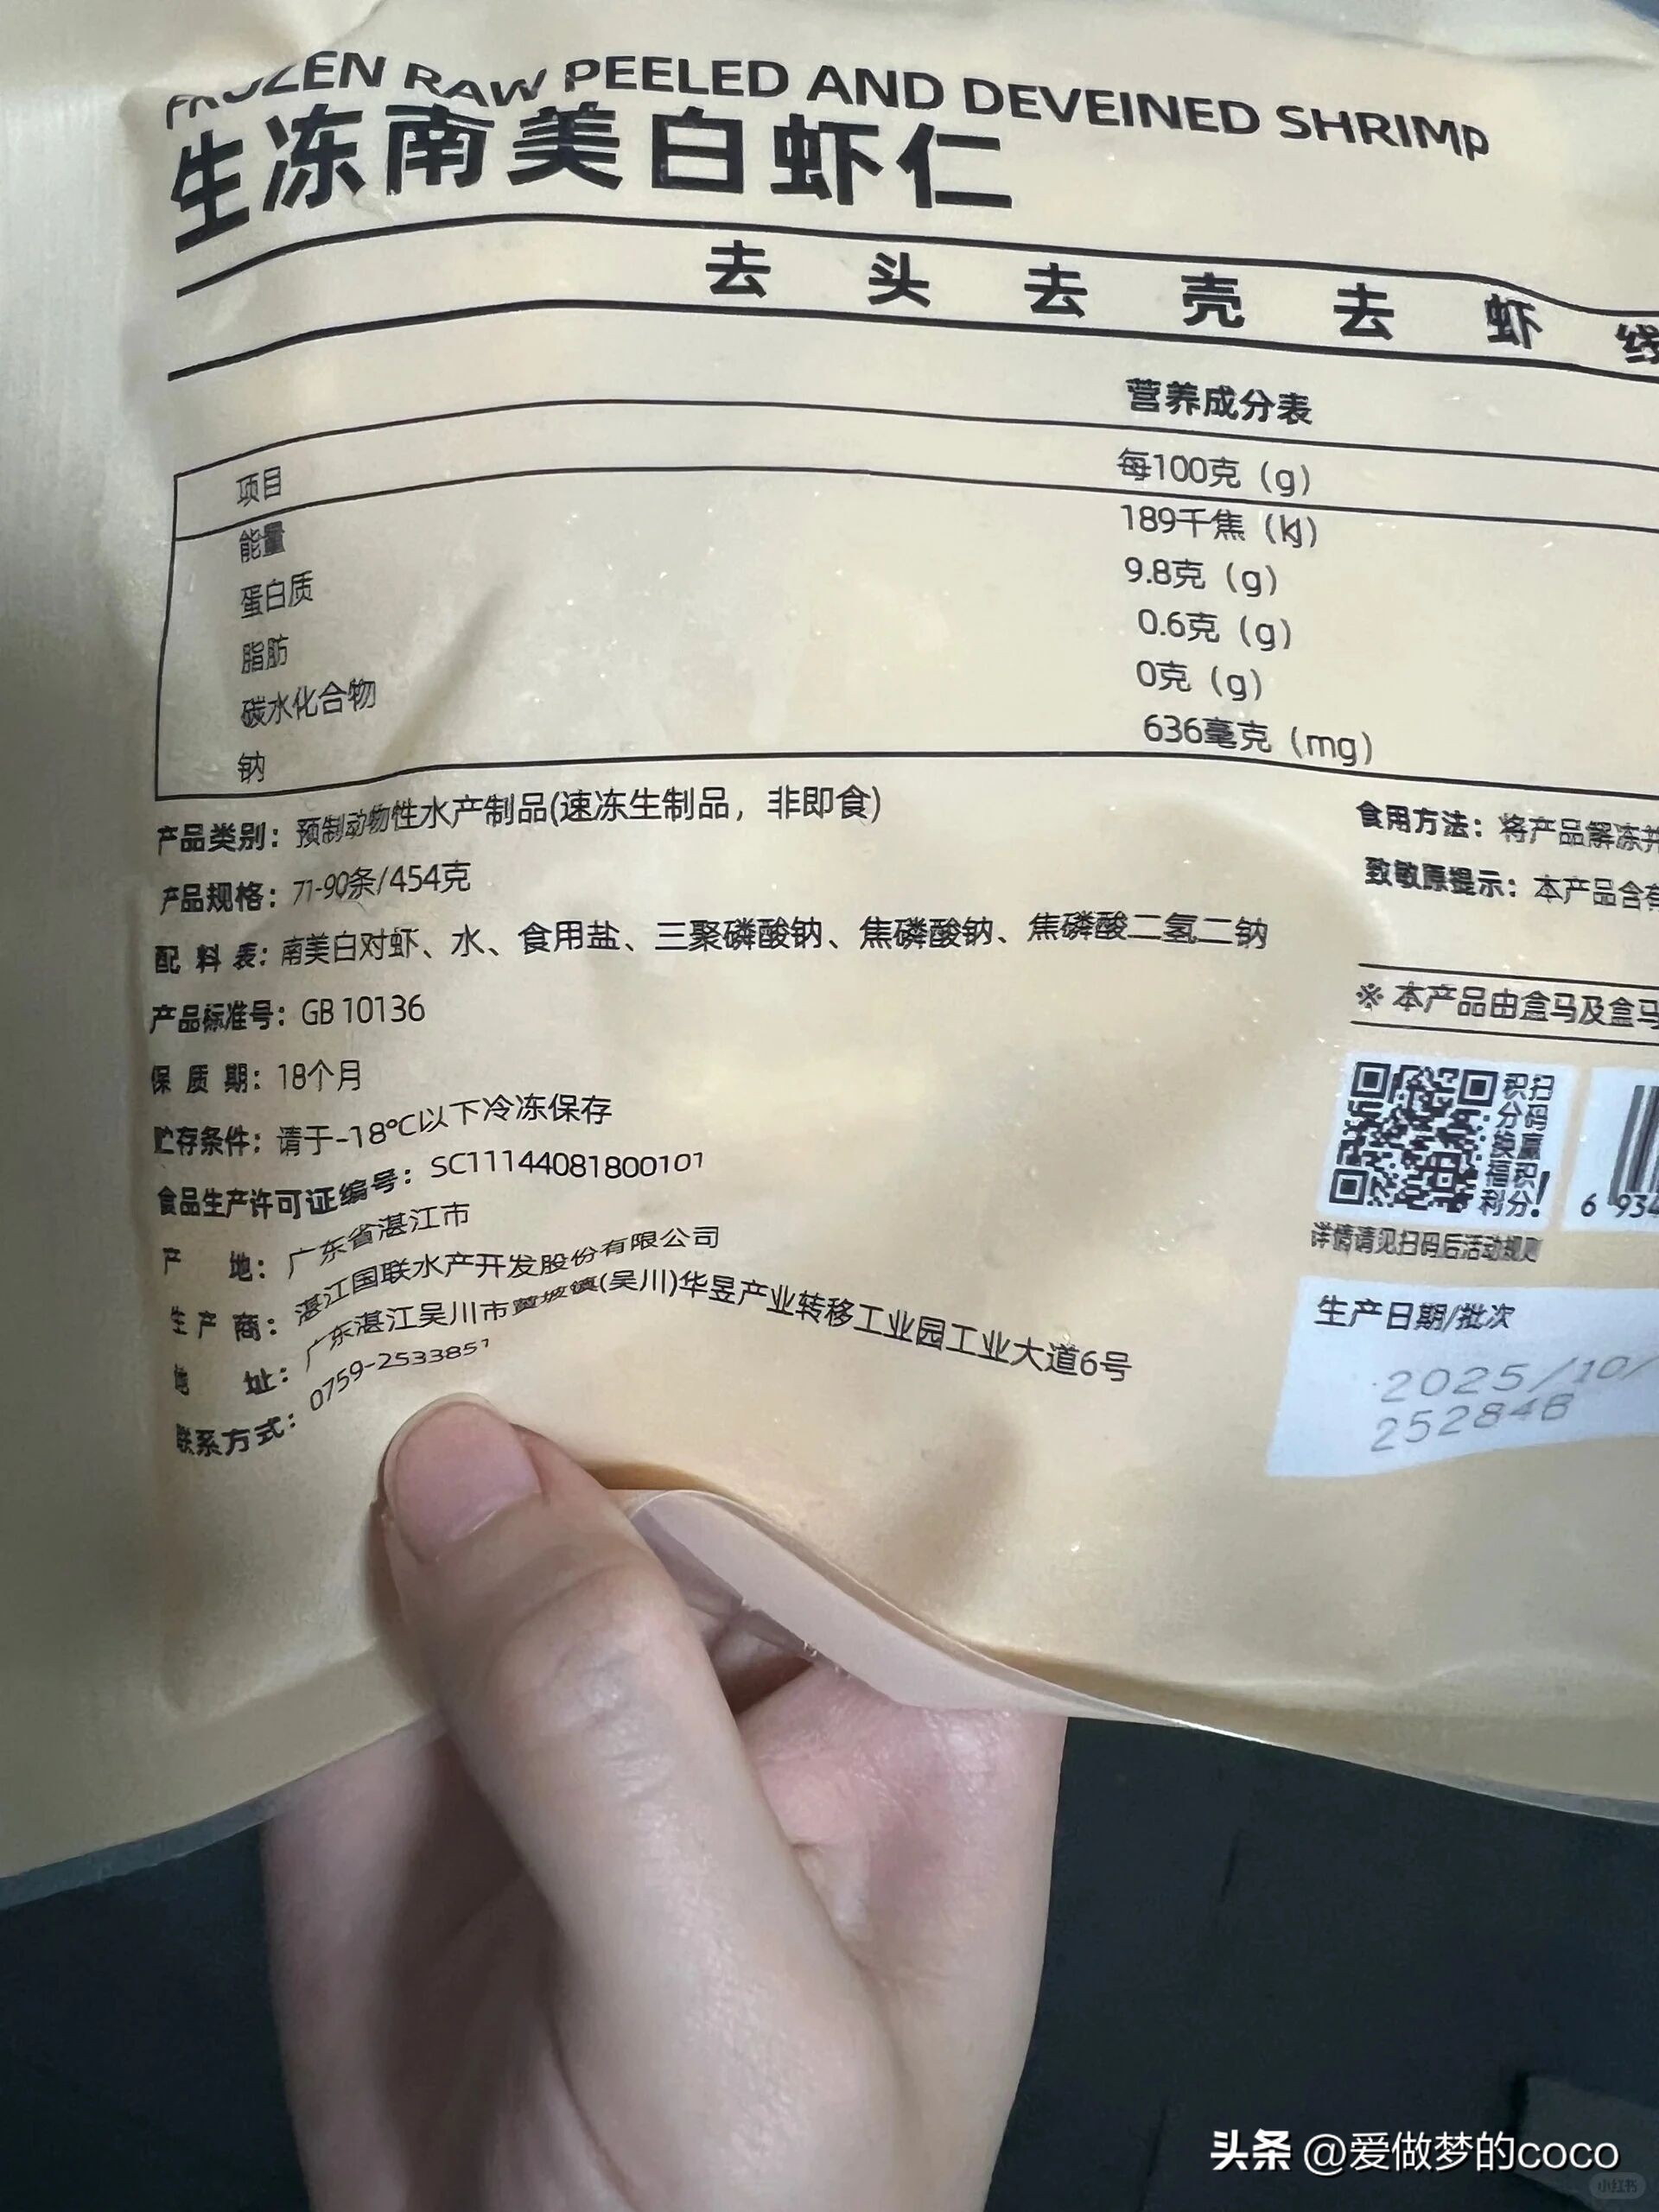 FROZEN RAW PEELED AND DEVEINED SHRIMP
生冻南美白虾仁
去 头 去 壳 去 虾 线
营养成分表
项目 每100克（g）
能量 189千焦（kJ）
蛋白质 9.8克（g）
脂肪 0.6克（g）
碳水化合物 0克（g）
钠 636毫克（mg）
产品类别：预制动物性水产制品(速冻生制品，非即食)
产品规格：71-90条/454克
配 料 表：南美白对虾、水、食用盐、三聚磷酸钠、焦磷酸钠、焦磷酸二氢二钠
产品标准号：GB 10136
保 质 期：18个月
贮存条件：请于-18℃以下冷冻保存
食品生产许可证编号：SC11144081800101
产 地：广东省湛江市
生 产 商：湛江国联水产开发股份有限公司
地 址：广东湛江吴川市黄坡镇(吴川)华昱产业转移工业园工业大道6号
联系方式：0759-2533851
食用方法：将产品解冻并
致敏原提示：本产品含有
※ 本产品由盒马及盒马
积扫
分码
换赢
福积
利分!
6 934
详情请见扫码后活动规则
生产日期/批次
2025/10/
252848
头条 @爱做梦的coco
小红书